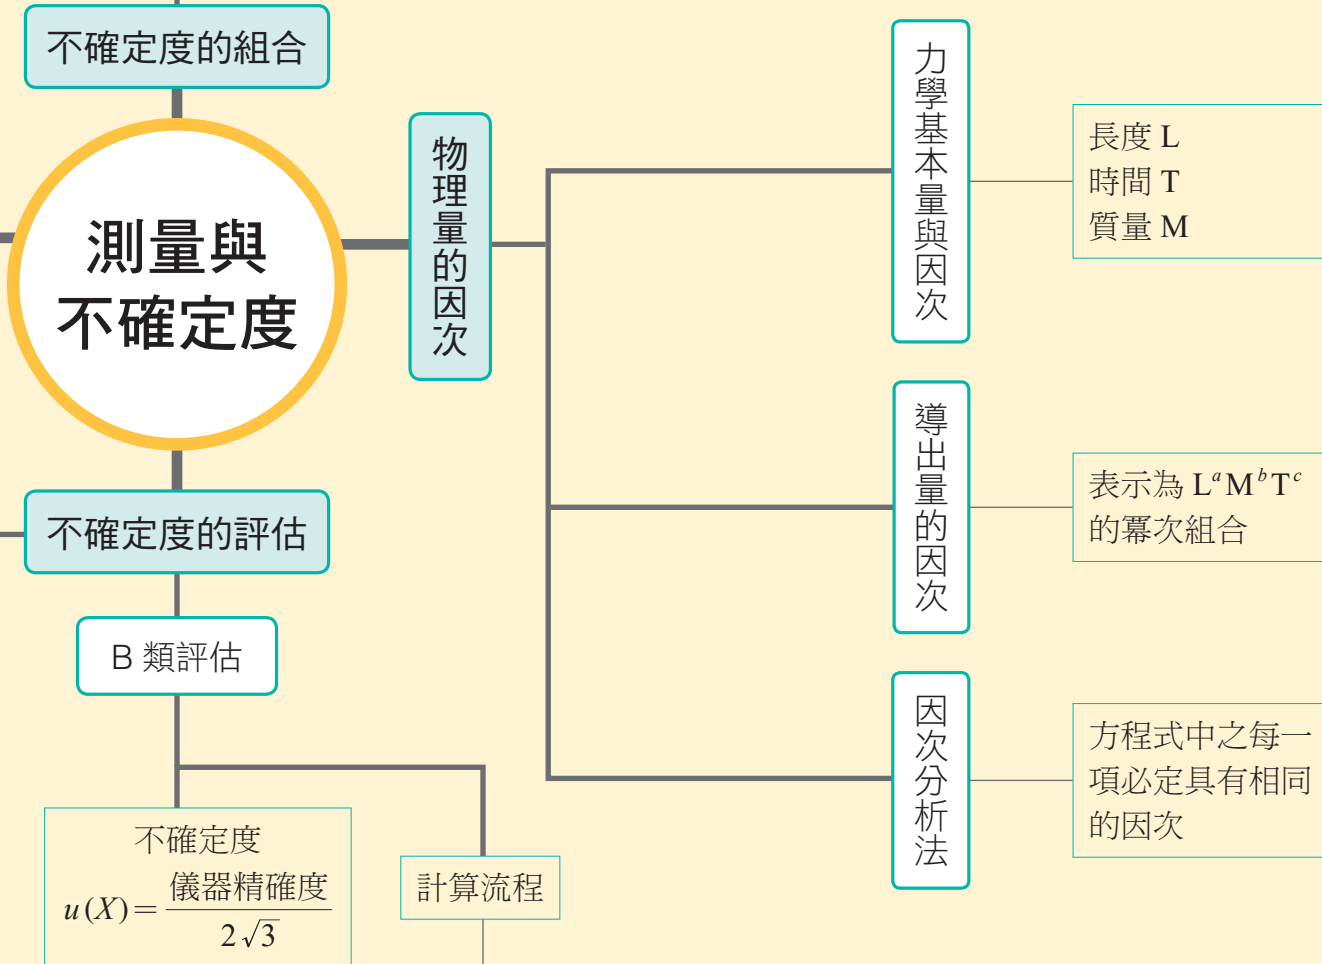 不確定度的組合
測量與
不確定度
物理量的因次
力學基本量與因次
長度 L
時間 T
質量 M
導出量的因次
表示為 LᵃMᵇTᶜ
的冪次組合
因次分析法
方程式中之每一
項必定具有相同
的因次
不確定度的評估
B 類評估
不確定度
u(X)=儀器精確度/2√3
計算流程